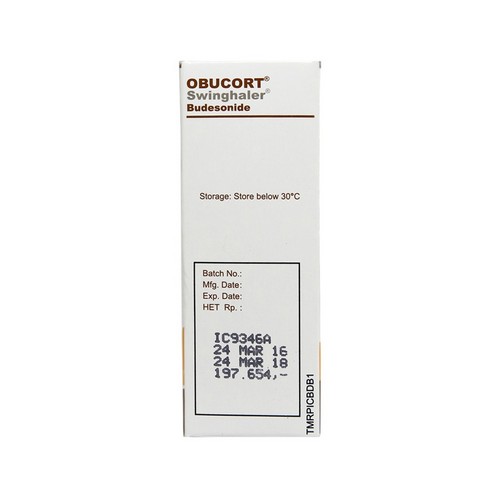 OBUCORT®
Swinghaler®
Budesonide
Storage: Store below 30°C
Batch No.:
Mfg. Date:
Exp. Date:
HET Rp. :
IC9346A
24 MAR 16
24 MAR 18
197.654,-
TMRPICBDB1